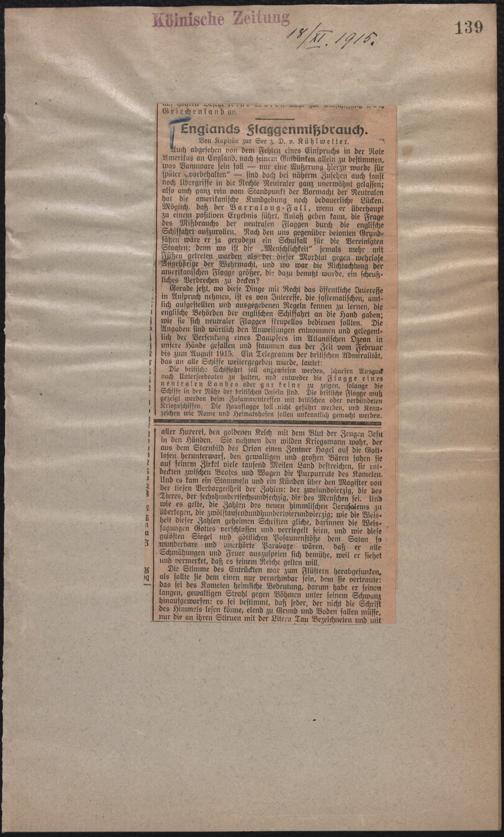 Kölnische Zeitung
18/XI. 1915.
139
Griechenland an.
Englands Flaggenmißbrauch.
Von Kapitän zur See z. D. v. Kühlwetter.
Auch abgesehen von dem Fehlen eines Einspruchs in der Note
Amerikas an England, nach seinem Gutdünken allein zu bestimmen,
was Bannware sein soll — nur eine Äußerung hierzu wurde für
später „vorbehalten“ — sind doch bei näherm Zusehen auch sonst
noch Übergriffe in die Rechte Neutraler ganz unerwähnt gelassen;
also auch ganz rein vom Standpunkt der Vormacht der Neutralen
hat die amerikanische Kundgebung noch bedauerliche Lücken.
Möglich, daß der Barralong-Fall, wenn er überhaupt
zu einem positiven Ergebnis führt, Anlaß geben kann, die Frage
des Mißbrauchs der neutralen Flaggen durch die englische
Schiffahrt aufzurollen. Nach den uns gegenüber betonten Grund-
sätzen wäre er ja geradezu ein Schulfall für die Vereinigten
Staaten; denn wo ist die „Menschlichkeit“ jemals mehr mit
Füßen getreten worden als bei dieser Mordtat gegen wehrlose
Angehörige der Wehrmacht, und wo war die Nichtachtung der
amerikanischen Flagge größer, die dazu benutzt wurde, ein scheuß-
liches Verbrechen zu decken?
Gerade jetzt, wo diese Dinge mit Recht das öffentliche Interesse
in Anspruch nehmen, ist es von Interesse, die systematischen, amt-
lich aufgestellten und ausgegebenen Regeln kennen zu lernen, die
englische Behörden der englischen Schiffahrt an die Hand gaben;
wie sie sich neutraler Flaggen skrupellos bedienen sollten. Die
Angaben sind wörtlich den Anweisungen entnommen und gelegent-
lich der Versenkung eines Dampfers im Atlantischen Ozean in
unsere Hände gefallen und stammen aus der Zeit vom Februar
bis zum August 1915. Ein Telegramm der britischen Admiralität,
das an alle Schiffe weitergegeben wurde, lautet:
Die britische Schiffahrt soll angewiesen werden, scharfen Ausguck
nach Unterseebooten zu halten, und entweder die Flagge eines
neutralen Landes oder gar keine zu zeigen, solange die
Schiffe in der Nähe der britischen Inseln sind. Die britische Flagge muß
gezeigt werden beim Zusammentreffen mit britischen oder verbündeten
Kriegsschiffen. Die Hausflagge soll nicht geführt werden, und Kenn-
zeichen wie Name und Heimatshafen sollen unkenntlich gemacht werden.
aller Hurerei, den goldenen Kelch mit dem Blut der Zeugen Jesu
in den Händen. Sie nahmen den wilden Kriegsmann wahr, der
aus dem Sternbild des Orion einen Zentner Hagel auf die Gott-
losen herunterwarf, den gewaltigen und großen Bären sahen sie
auf seinem Zirkel viele tausend Meilen Land bestreichen, sie ent-
deckten zwischen Bootes und Wagen die Purpurrute des Kometen.
Und es kam ein Stammeln und ein Künden über den Magister von
der tiefen Verborgenheit der Zahlen: der zweiundvierzig, die des
Tieres, der sechshundertsechsundsechzig, die des Menschen sei. Und
wie es gelte, die Zahlen des neuen himmlischen Jerusalems zu
überlegen, die zwölftausendundhundertvierundvierzig; wie die Weis-
heit dieser Zahlen geheimen Schriften gliche, darinnen die Weis-
sagungen Gottes verschlossen und versiegelt seien, und wie diese
gülösten Siegel und göttlichen Posaunenstöße dem Satan so
wunderbare und unerhörte Paroxysme wären, daß er alle
Schmähungen und Feuer auszuspeien sich bemühe, weil er siehet
und vermerket, daß es seinem Reiche gelten will.
Die Stimme des Entrückten war zum Flüstern herabgesunken,
als sollte sie dem einen nur vernehmbar sein, dem sie vertraute:
das sei des Kometen heimliche Bedeutung, darum habe er seinen
langen, gewaltigen Strahl gegen Böhmen unter seinem Schwanz
hinaufgeworfen; es sei bestimmt, daß jeder, der nicht die Schrift
des Himmels lesen könne, elend zu Grund und Boden fallen müsse,
nur die an ihren Stirnen mit der Litera Tau Bezeichneten und mit